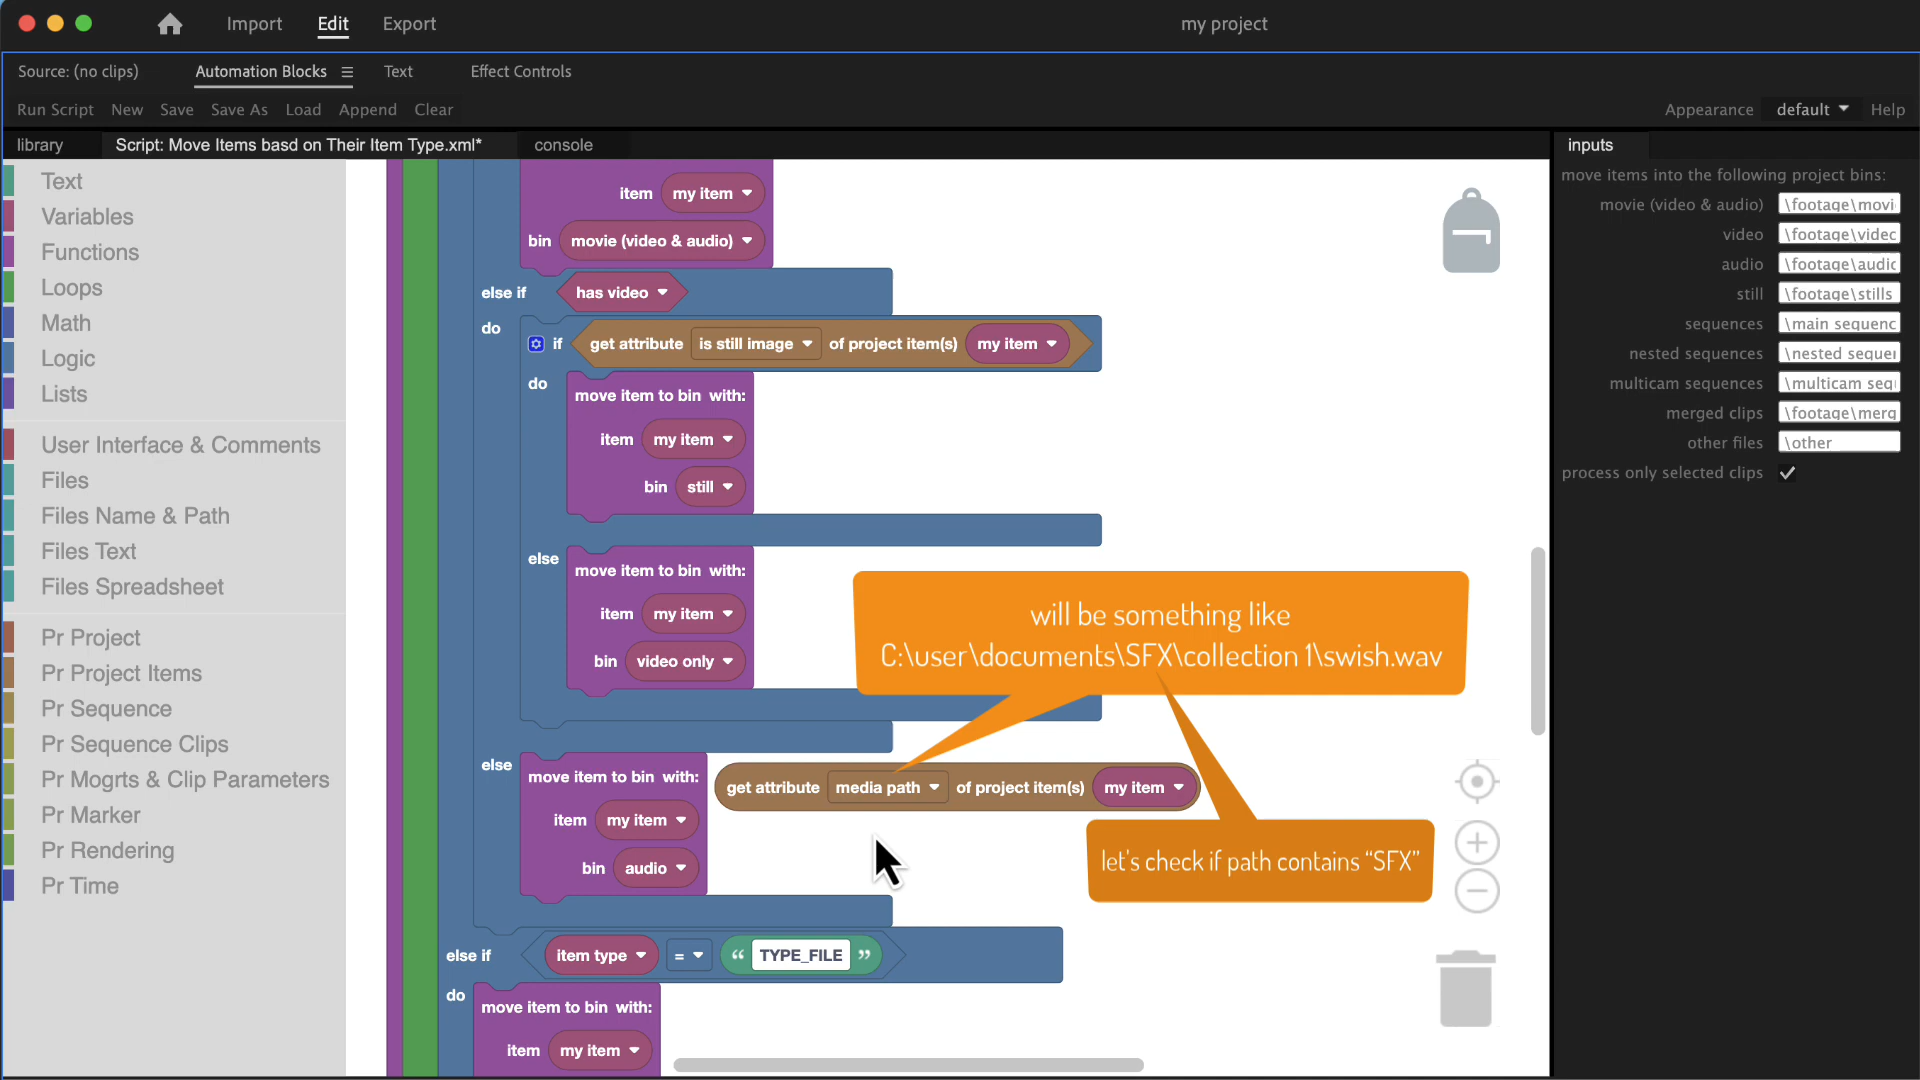 Import Edit Export my project
Source: (no clips) Automation Blocks Text Effect Controls
Run Script New Save Save As Load Append Clear Appearance default Help
library Script: Move Items basd on Their Item Type.xml* console inputs
Text
Variables
Functions
Loops
Math
Logic
Lists
User Interface & Comments
Files
Files Name & Path
Files Text
Files Spreadsheet
Pr Project
Pr Project Items
Pr Sequence
Pr Sequence Clips
Pr Mogrts & Clip Parameters
Pr Marker
Pr Rendering
Pr Time
item my item
bin movie (video & audio)
else if has video
do
if get attribute is still image of project item(s) my item
do
move item to bin with:
item my item
bin still
else
move item to bin with:
item my item
bin video only
will be something like
C:\user\documents\SFX\collection 1\swish.wav
else
move item to bin with:
get attribute media path of project item(s) my item
item my item
bin audio
let's check if path contains “SFX”
else if item type = “ TYPE_FILE ”
do
move item to bin with:
item my item
move items into the following project bins:
movie (video & audio) \footage\movi
video \footage\videc
audio \footage\audic
still \footage\stills
sequences \main sequenc
nested sequences \nested sequer
multicam sequences \multicam seq
merged clips \footage\merg
other files \other
process only selected clips